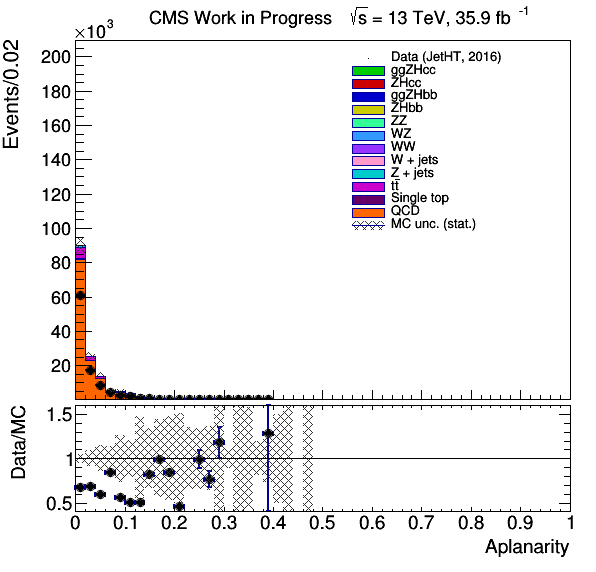 CMS Work in Progress √s = 13 TeV, 35.9 fb⁻¹
×10³
Events/0.02
200
180
160
140
120
100
80
60
40
20
Data (JetHT, 2016)
ggZHcc
ZHcc
ggZHbb
ZHbb
ZZ
WZ
WW
W + jets
Z + jets
tt̄
Single top
QCD
MC unc. (stat.)
Data/MC
1.5
1
0.5
0 0.1 0.2 0.3 0.4 0.5 0.6 0.7 0.8 0.9 1
Aplanarity